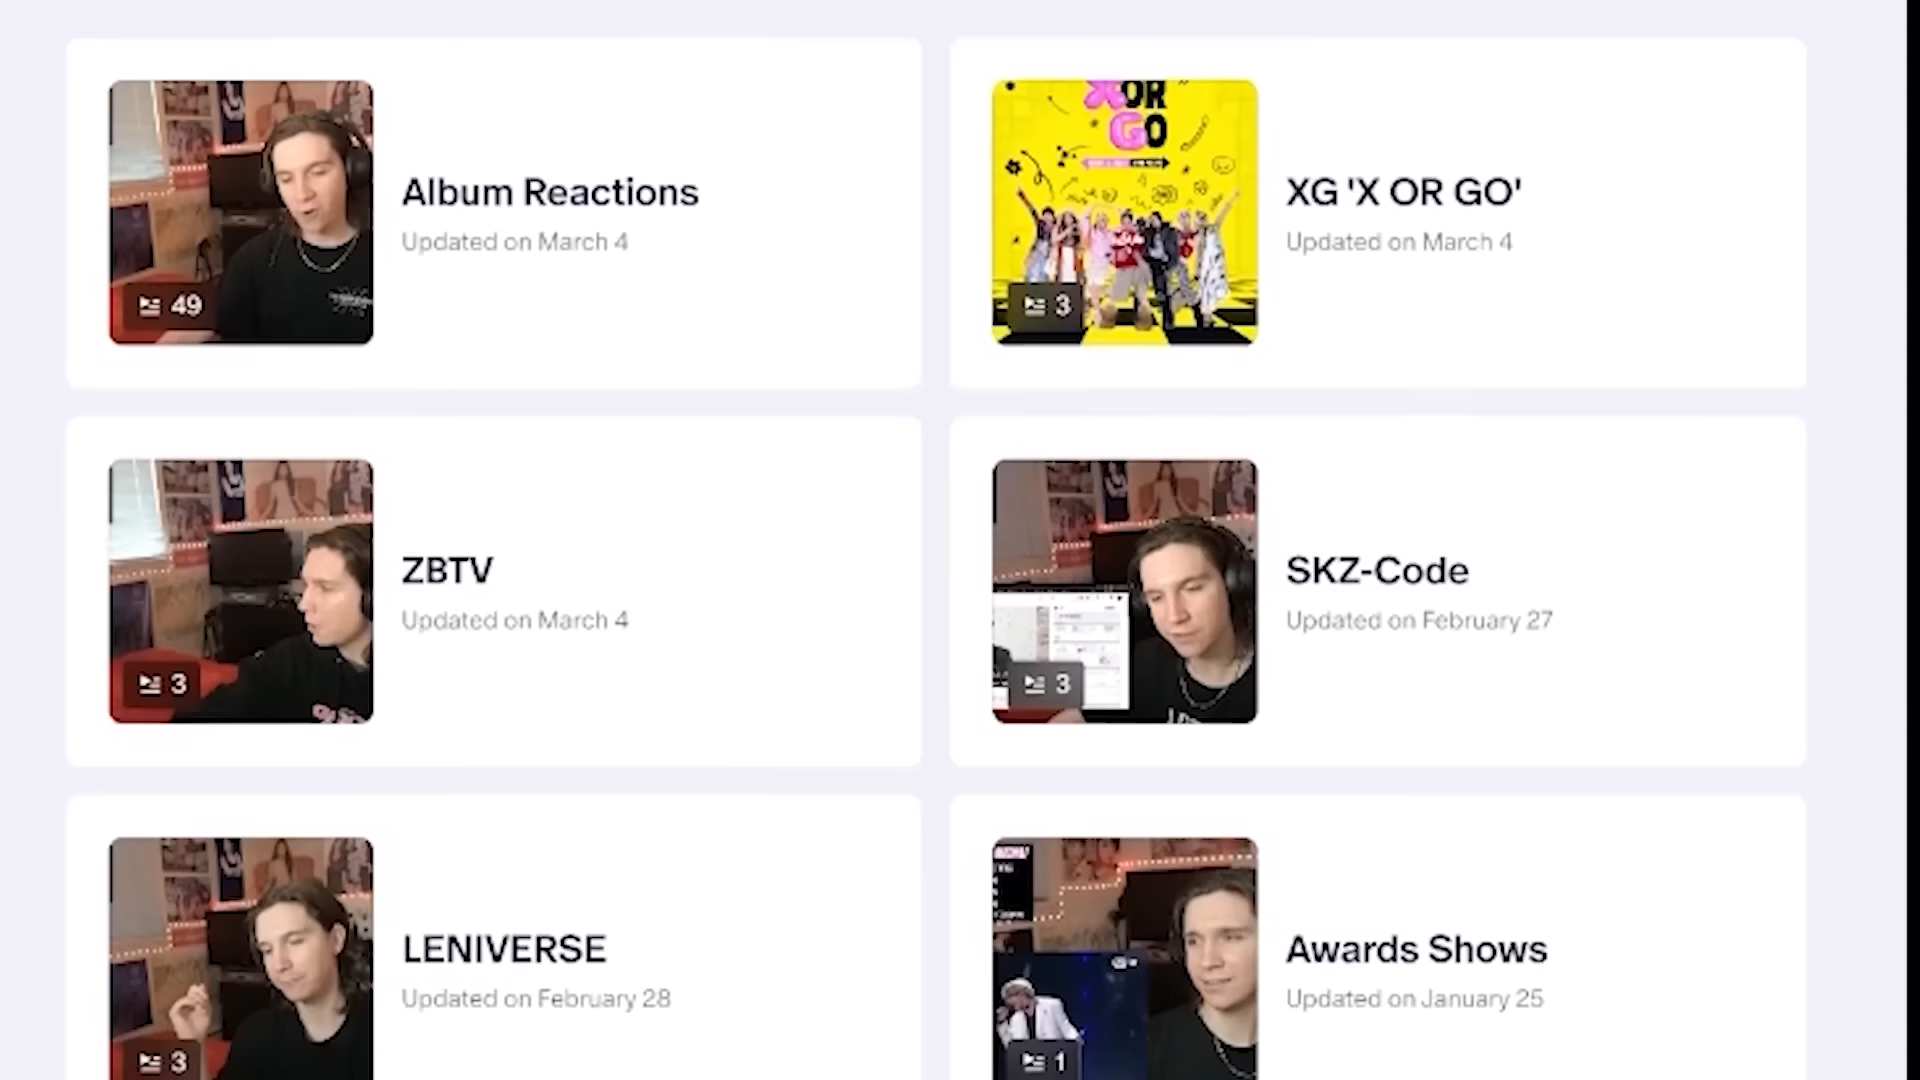 Album Reactions
Updated on March 4
49
XOR
GO
XG 'X OR GO'
Updated on March 4
3
ZBTV
Updated on March 4
3
SKZ-Code
Updated on February 27
3
LENIVERSE
Updated on February 28
3
Awards Shows
Updated on January 25
1